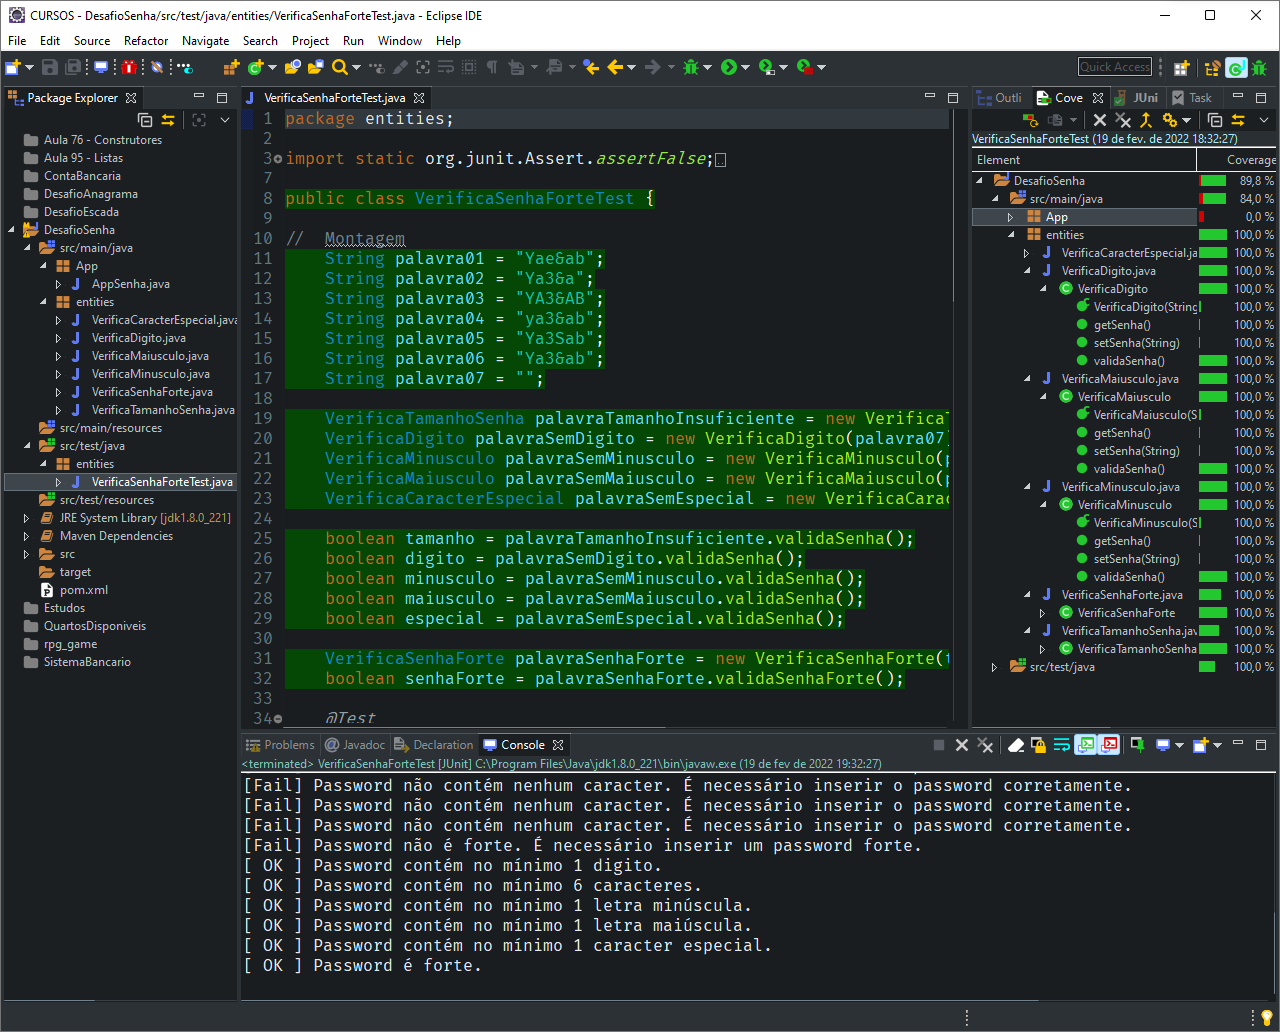 CURSOS - DesafioSenha/src/test/java/entities/VerificaSenhaForteTest.java - Eclipse IDE
File Edit Source Refactor Navigate Search Project Run Window Help
Quick Access
Package Explorer
Aula 76 - Construtores
Aula 95 - Listas
ContaBancaria
DesafioAnagrama
DesafioEscada
DesafioSenha
src/main/java
App
AppSenha.java
entities
VerificaCaracterEspecial.java
VerificaDigito.java
VerificaMaiusculo.java
VerificaMinusculo.java
VerificaSenhaForte.java
VerificaTamanhoSenha.java
src/main/resources
src/test/java
entities
VerificaSenhaForteTest.java
src/test/resources
JRE System Library [jdk1.8.0_221]
Maven Dependencies
src
target
pom.xml
Estudos
QuartosDisponiveis
rpg_game
SistemaBancario
VerificaSenhaForteTest.java
1 package entities;
2
3 import static org.junit.Assert.assertFalse;
7
8 public class VerificaSenhaForteTest {
9
10 // Montagem
11 String palavra01 = "Yae&ab";
12 String palavra02 = "Ya3&a";
13 String palavra03 = "YA3&AB";
14 String palavra04 = "ya3&ab";
15 String palavra05 = "Ya3Sab";
16 String palavra06 = "Ya3&ab";
17 String palavra07 = "";
18
19 VerificaTamanhoSenha palavraTamanhoInsuficiente = new VerificaT
20 VerificaDigito palavraSemDigito = new VerificaDigito(palavra07)
21 VerificaMinusculo palavraSemMinusculo = new VerificaMinusculo(p
22 VerificaMaiusculo palavraSemMaiusculo = new VerificaMaiusculo(p
23 VerificaCaracterEspecial palavraSemEspecial = new VerificaCarac
24
25 boolean tamanho = palavraTamanhoInsuficiente.validaSenha();
26 boolean digito = palavraSemDigito.validaSenha();
27 boolean minusculo = palavraSemMinusculo.validaSenha();
28 boolean maiusculo = palavraSemMaiusculo.validaSenha();
29 boolean especial = palavraSemEspecial.validaSenha();
30
31 VerificaSenhaForte palavraSenhaForte = new VerificaSenhaForte(t
32 boolean senhaForte = palavraSenhaForte.validaSenhaForte();
33
34 @Test
Outli Cove JUni Task
VerificaSenhaForteTest (19 de fev. de 2022 18:32:27)
Element Coverage
DesafioSenha 89,8 %
src/main/java 84,0 %
App 0,0 %
entities 100,0 %
VerificaCaracterEspecial.ja 100,0 %
VerificaDigito.java 100,0 %
VerificaDigito 100,0 %
VerificaDigito(String 100,0 %
getSenha() 100,0 %
setSenha(String) 100,0 %
validaSenha() 100,0 %
VerificaMaiusculo.java 100,0 %
VerificaMaiusculo 100,0 %
VerificaMaiusculo(S 100,0 %
getSenha() 100,0 %
setSenha(String) 100,0 %
validaSenha() 100,0 %
VerificaMinusculo.java 100,0 %
VerificaMinusculo 100,0 %
VerificaMinusculo(S 100,0 %
getSenha() 100,0 %
setSenha(String) 100,0 %
validaSenha() 100,0 %
VerificaSenhaForte.java 100,0 %
VerificaSenhaForte 100,0 %
VerificaTamanhoSenha.jav 100,0 %
VerificaTamanhoSenha 100,0 %
src/test/java 100,0 %
Problems Javadoc Declaration Console
<terminated> VerificaSenhaForteTest [JUnit] C:\Program Files\Java\jdk1.8.0_221\bin\javaw.exe (19 de fev de 2022 19:32:27)
[Fail] Password não contém nenhum caracter. É necessário inserir o password corretamente.
[Fail] Password não contém nenhum caracter. É necessário inserir o password corretamente.
[Fail] Password não contém nenhum caracter. É necessário inserir o password corretamente.
[Fail] Password não é forte. É necessário inserir um password forte.
[ OK ] Password contém no mínimo 1 digito.
[ OK ] Password contém no mínimo 6 caracteres.
[ OK ] Password contém no mínimo 1 letra minúscula.
[ OK ] Password contém no mínimo 1 letra maiúscula.
[ OK ] Password contém no mínimo 1 caracter especial.
[ OK ] Password é forte.